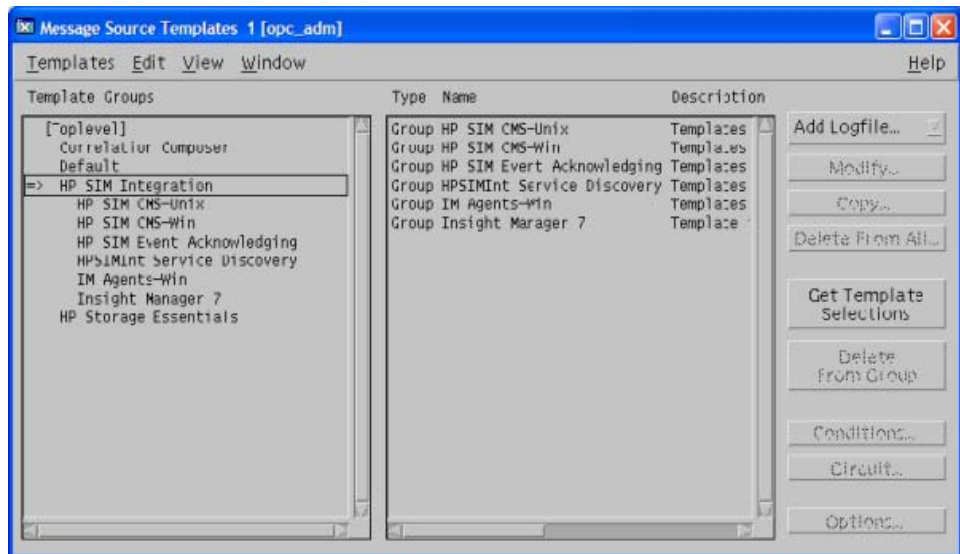 Message Source Templates 1 [opc_adm]
Templates Edit View Window Help
Template Groups
[Toplevel]
Correlation Composer
Default
=> HP SIM Integration
HP SIM CMS-Unix
HP SIM CMS-Win
HP SIM Event Acknowledging
HPSIMInt Service Discovery
IM Agents-Win
Insight Manager 7
HP Storage Essentials
Type Name Description
Group HP SIM CMS-Unix Templates
Group HP SIM CMS-Win Templates
Group HP SIM Event Acknowledging Templates
Group HPSIMInt Service Discovery Templates
Group IM Agents-Win Templates
Group Insight Manager 7 Template
Add Logfile...
Modify...
Copy...
Delete From All...
Get Template
Selections
Delete
From Group
Conditions...
Circuit...
Options...